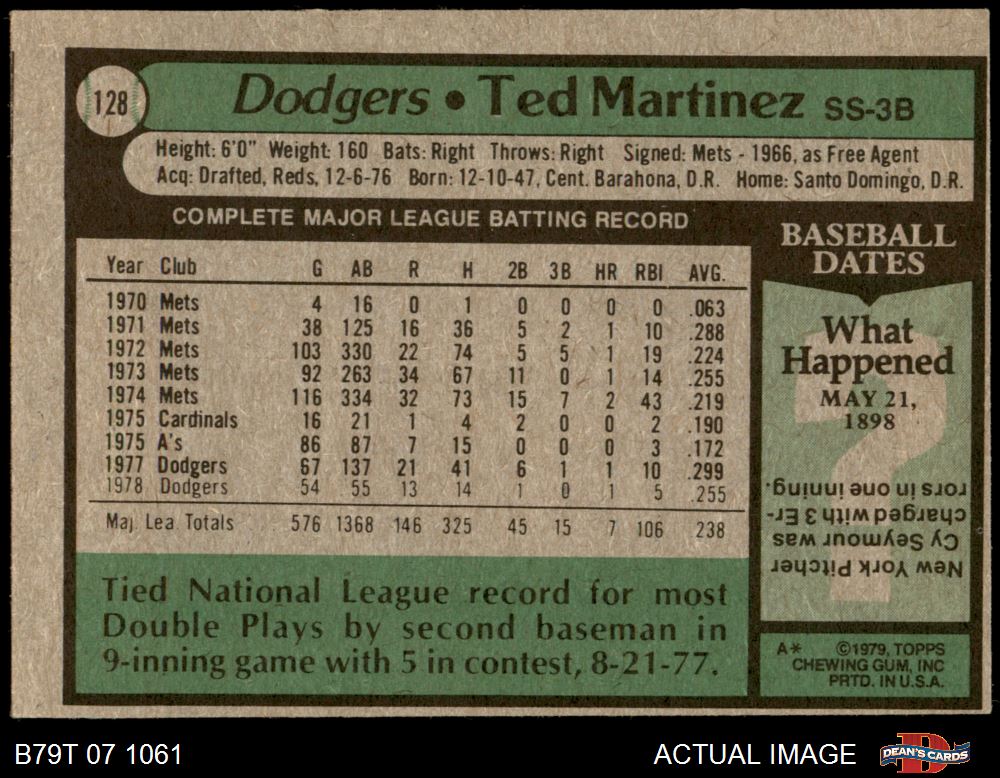 128
Dodgers • Ted Martinez SS-3B
Height: 6'0" Weight: 160 Bats: Right Throws: Right Signed: Mets - 1966, as Free Agent
Acq: Drafted, Reds, 12-6-76 Born: 12-10-47, Cent. Barahona, D.R. Home: Santo Domingo, D.R.
COMPLETE MAJOR LEAGUE BATTING RECORD
Year Club G AB R H 2B 3B HR RBI AVG.
1970 Mets 4 16 0 1 0 0 0 0 .063
1971 Mets 38 125 16 36 5 2 1 10 .288
1972 Mets 103 330 22 74 5 5 1 19 .224
1973 Mets 92 263 34 67 11 0 1 14 .255
1974 Mets 116 334 32 73 15 7 2 43 .219
1975 Cardinals 16 21 1 4 2 0 0 2 .190
1975 A's 86 87 7 15 0 0 0 3 .172
1977 Dodgers 67 137 21 41 6 1 1 10 .299
1978 Dodgers 54 55 13 14 1 0 1 5 .255
Maj. Lea. Totals 576 1368 146 325 45 15 7 106 .238
Tied National League record for most
Double Plays by second baseman in
9-inning game with 5 in contest, 8-21-77.
BASEBALL
DATES
What
Happened
MAY 21,
1898
?
New York Pitcher
Cy Seymour was
charged with 3 Er-
rors in one inning.
A* ©1979, TOPPS
CHEWING GUM, INC
PRTD. IN U.S.A.
B79T 07 1061
ACTUAL IMAGE
DEAN'S CARDS